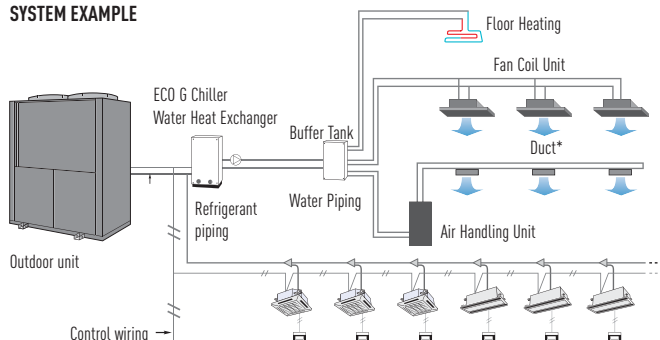 SYSTEM EXAMPLE
Floor Heating
Fan Coil Unit
ECO G Chiller
Water Heat Exchanger
Buffer Tank
Duct*
Water Piping
Refrigerant
piping
Air Handling Unit
Outdoor unit
Control wiring